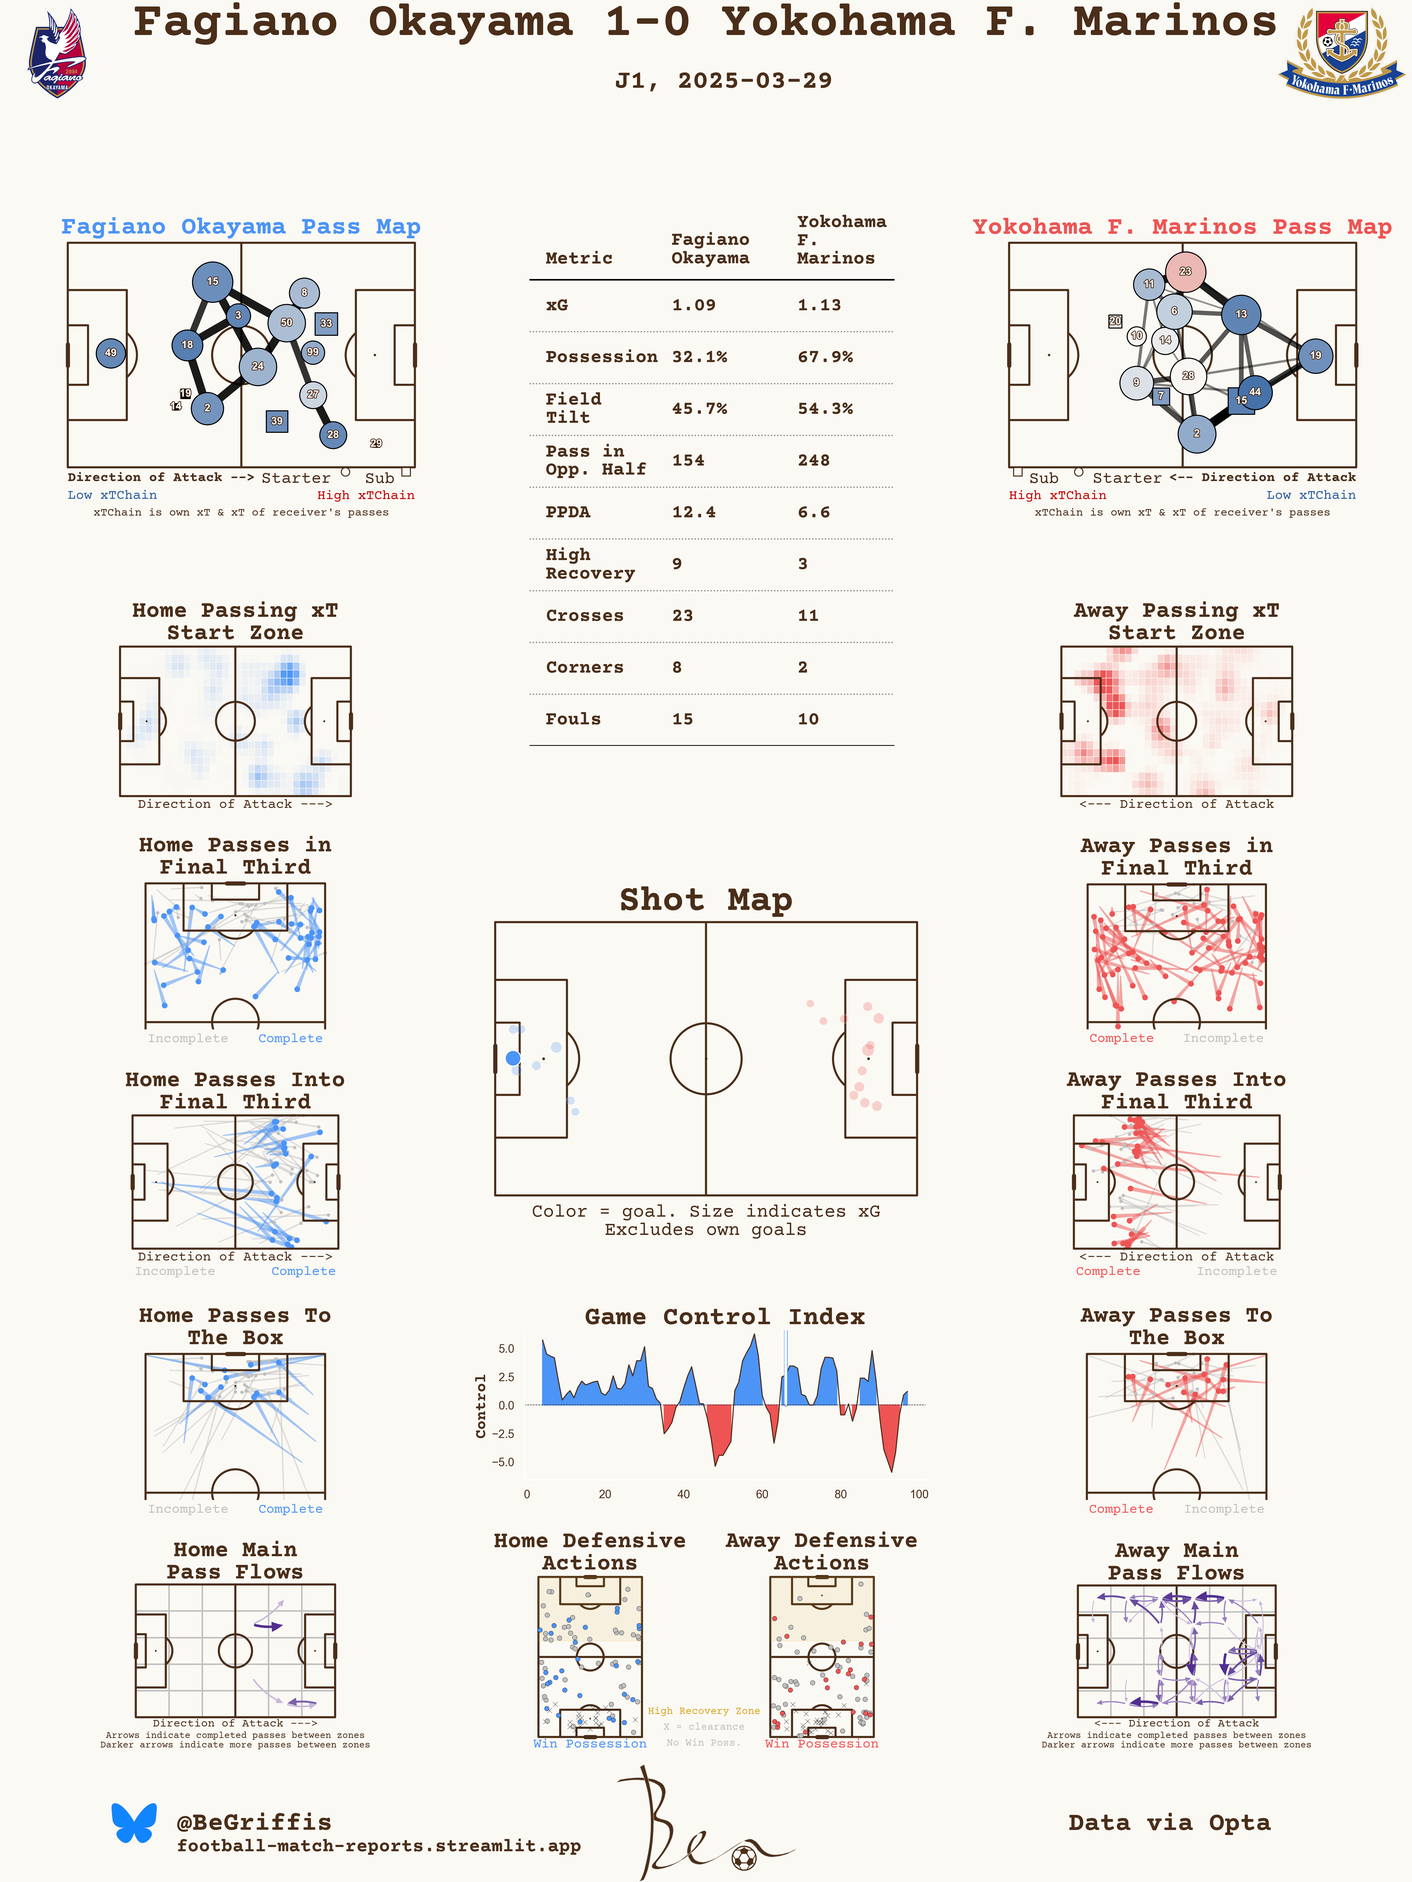 Fagiano Okayama 1-0 Yokohama F. Marinos
J1, 2025-03-29
Fagiano
OKAYAMA
Yokohama F·Marinos
Fagiano Okayama Pass Map
15
8
3
50
33
18
99
49
24
27
19
14
2
39
28
29
Direction of Attack --> Starter Sub
Low xTChain High xTChain
xTChain is own xT & xT of receiver's passes
Metric Fagiano Okayama Yokohama F. Marinos
xG 1.09 1.13
Possession 32.1% 67.9%
Field Tilt 45.7% 54.3%
Pass in Opp. Half 154 248
PPDA 12.4 6.6
High Recovery 9 3
Crosses 23 11
Corners 8 2
Fouls 15 10
Yokohama F. Marinos Pass Map
23
11
6
13
20
10
14
19
9
28
7
15
44
2
Sub Starter <-- Direction of Attack
High xTChain Low xTChain
xTChain is own xT & xT of receiver's passes
Home Passing xT
Start Zone
Direction of Attack --->
Away Passing xT
Start Zone
<--- Direction of Attack
Home Passes in
Final Third
Incomplete Complete
Away Passes in
Final Third
Complete Incomplete
Shot Map
Color = goal. Size indicates xG
Excludes own goals
Home Passes Into
Final Third
Direction of Attack --->
Incomplete Complete
Away Passes Into
Final Third
<--- Direction of Attack
Complete Incomplete
Home Passes To
The Box
Incomplete Complete
Game Control Index
Control
5.0
2.5
0.0
−2.5
−5.0
0 20 40 60 80 100
Away Passes To
The Box
Complete Incomplete
Home Main
Pass Flows
Direction of Attack --->
Arrows indicate completed passes between zones
Darker arrows indicate more passes between zones
Home Defensive
Actions
Win Possession
High Recovery Zone
X = clearance
No Win Poss.
Away Defensive
Actions
Win Possession
Away Main
Pass Flows
<--- Direction of Attack
Arrows indicate completed passes between zones
Darker arrows indicate more passes between zones
@BeGriffis
football-match-reports.streamlit.app
Ben
Data via Opta